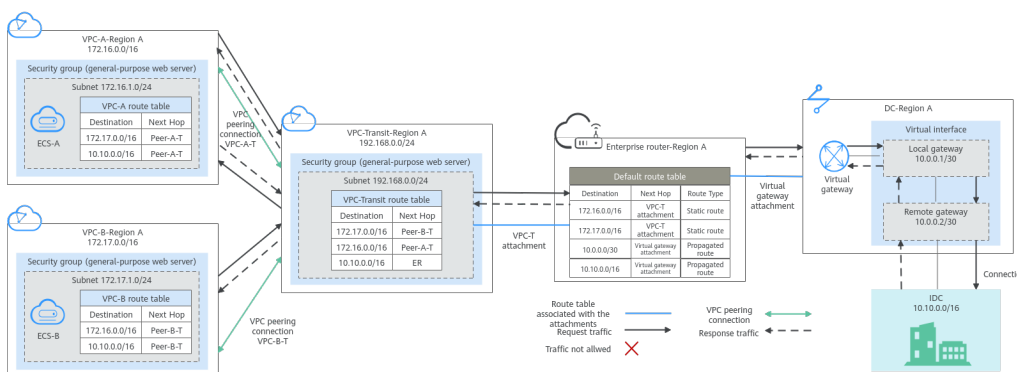 VPC-A-Region A
172.16.0.0/16
Security group (general-purpose web server)
Subnet 172.16.1.0/24
ECS-A
VPC-A route table
Destination Next Hop
172.17.0.0/16 Peer-A-T
10.10.0.0/16 Peer-A-T
VPC
peering
connection
VPC-A-T
VPC-B-Region A
172.17.0.0/16
Security group (general-purpose web server)
Subnet 172.17.1.0/24
ECS-B
VPC-B route table
Destination Next Hop
172.16.0.0/16 Peer-B-T
10.10.0.0/16 Peer-B-T
VPC peering
connection
VPC-B-T
VPC-Transit-Region A
192.168.0.0/24
Security group (general-purpose web server)
Subnet 192.168.0.0/24
VPC-Transit route table
Destination Next Hop
172.17.0.0/16 Peer-B-T
172.16.0.0/16 Peer-A-T
10.10.0.0/16 ER
VPC-T
attachment
Enterprise router-Region A
Default route table
Destination Next Hop Route Type
172.16.0.0/16 VPC-T attachment Static route
172.17.0.0/16 VPC-T attachment Static route
10.0.0.0/30 Virtual gateway attachment Propagated route
10.10.0.0/16 Virtual gateway attachment Propagated route
Virtual
gateway
attachment
DC-Region A
Virtual interface
Virtual
gateway
Local gateway
10.0.0.1/30
Remote gateway
10.0.0.2/30
Connectio
IDC
10.10.0.0/16
Route table
associated with the
attachments
Request traffic
Traffic not allwed
VPC peering
connection
Response traffic